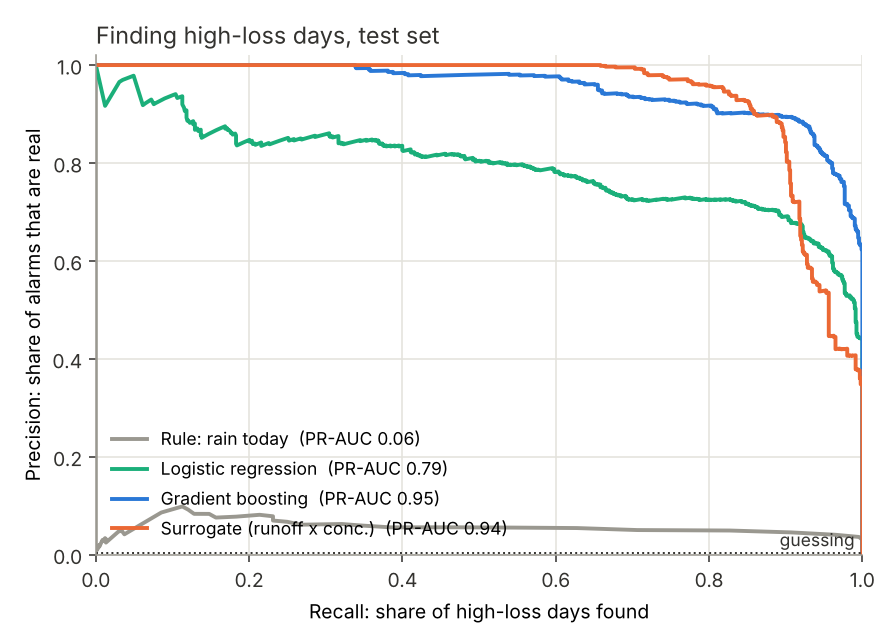 Finding high-loss days, test set
Precision: share of alarms that are real
1.0
0.8
0.6
0.4
0.2
0.0
Rule: rain today (PR-AUC 0.06)
Logistic regression (PR-AUC 0.79)
Gradient boosting (PR-AUC 0.95)
Surrogate (runoff x conc.) (PR-AUC 0.94)
guessing
0.0 0.2 0.4 0.6 0.8 1.0
Recall: share of high-loss days found